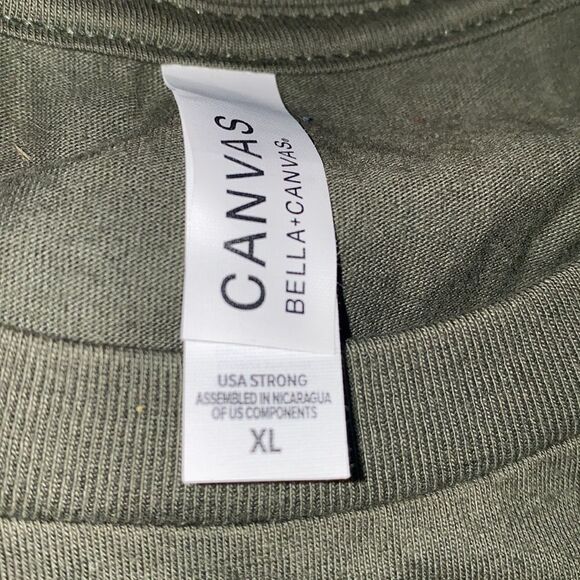 CANVAS
BELLA+CANVAS®
USA STRONG
ASSEMBLED IN NICARAGUA
OF US COMPONENTS
XL